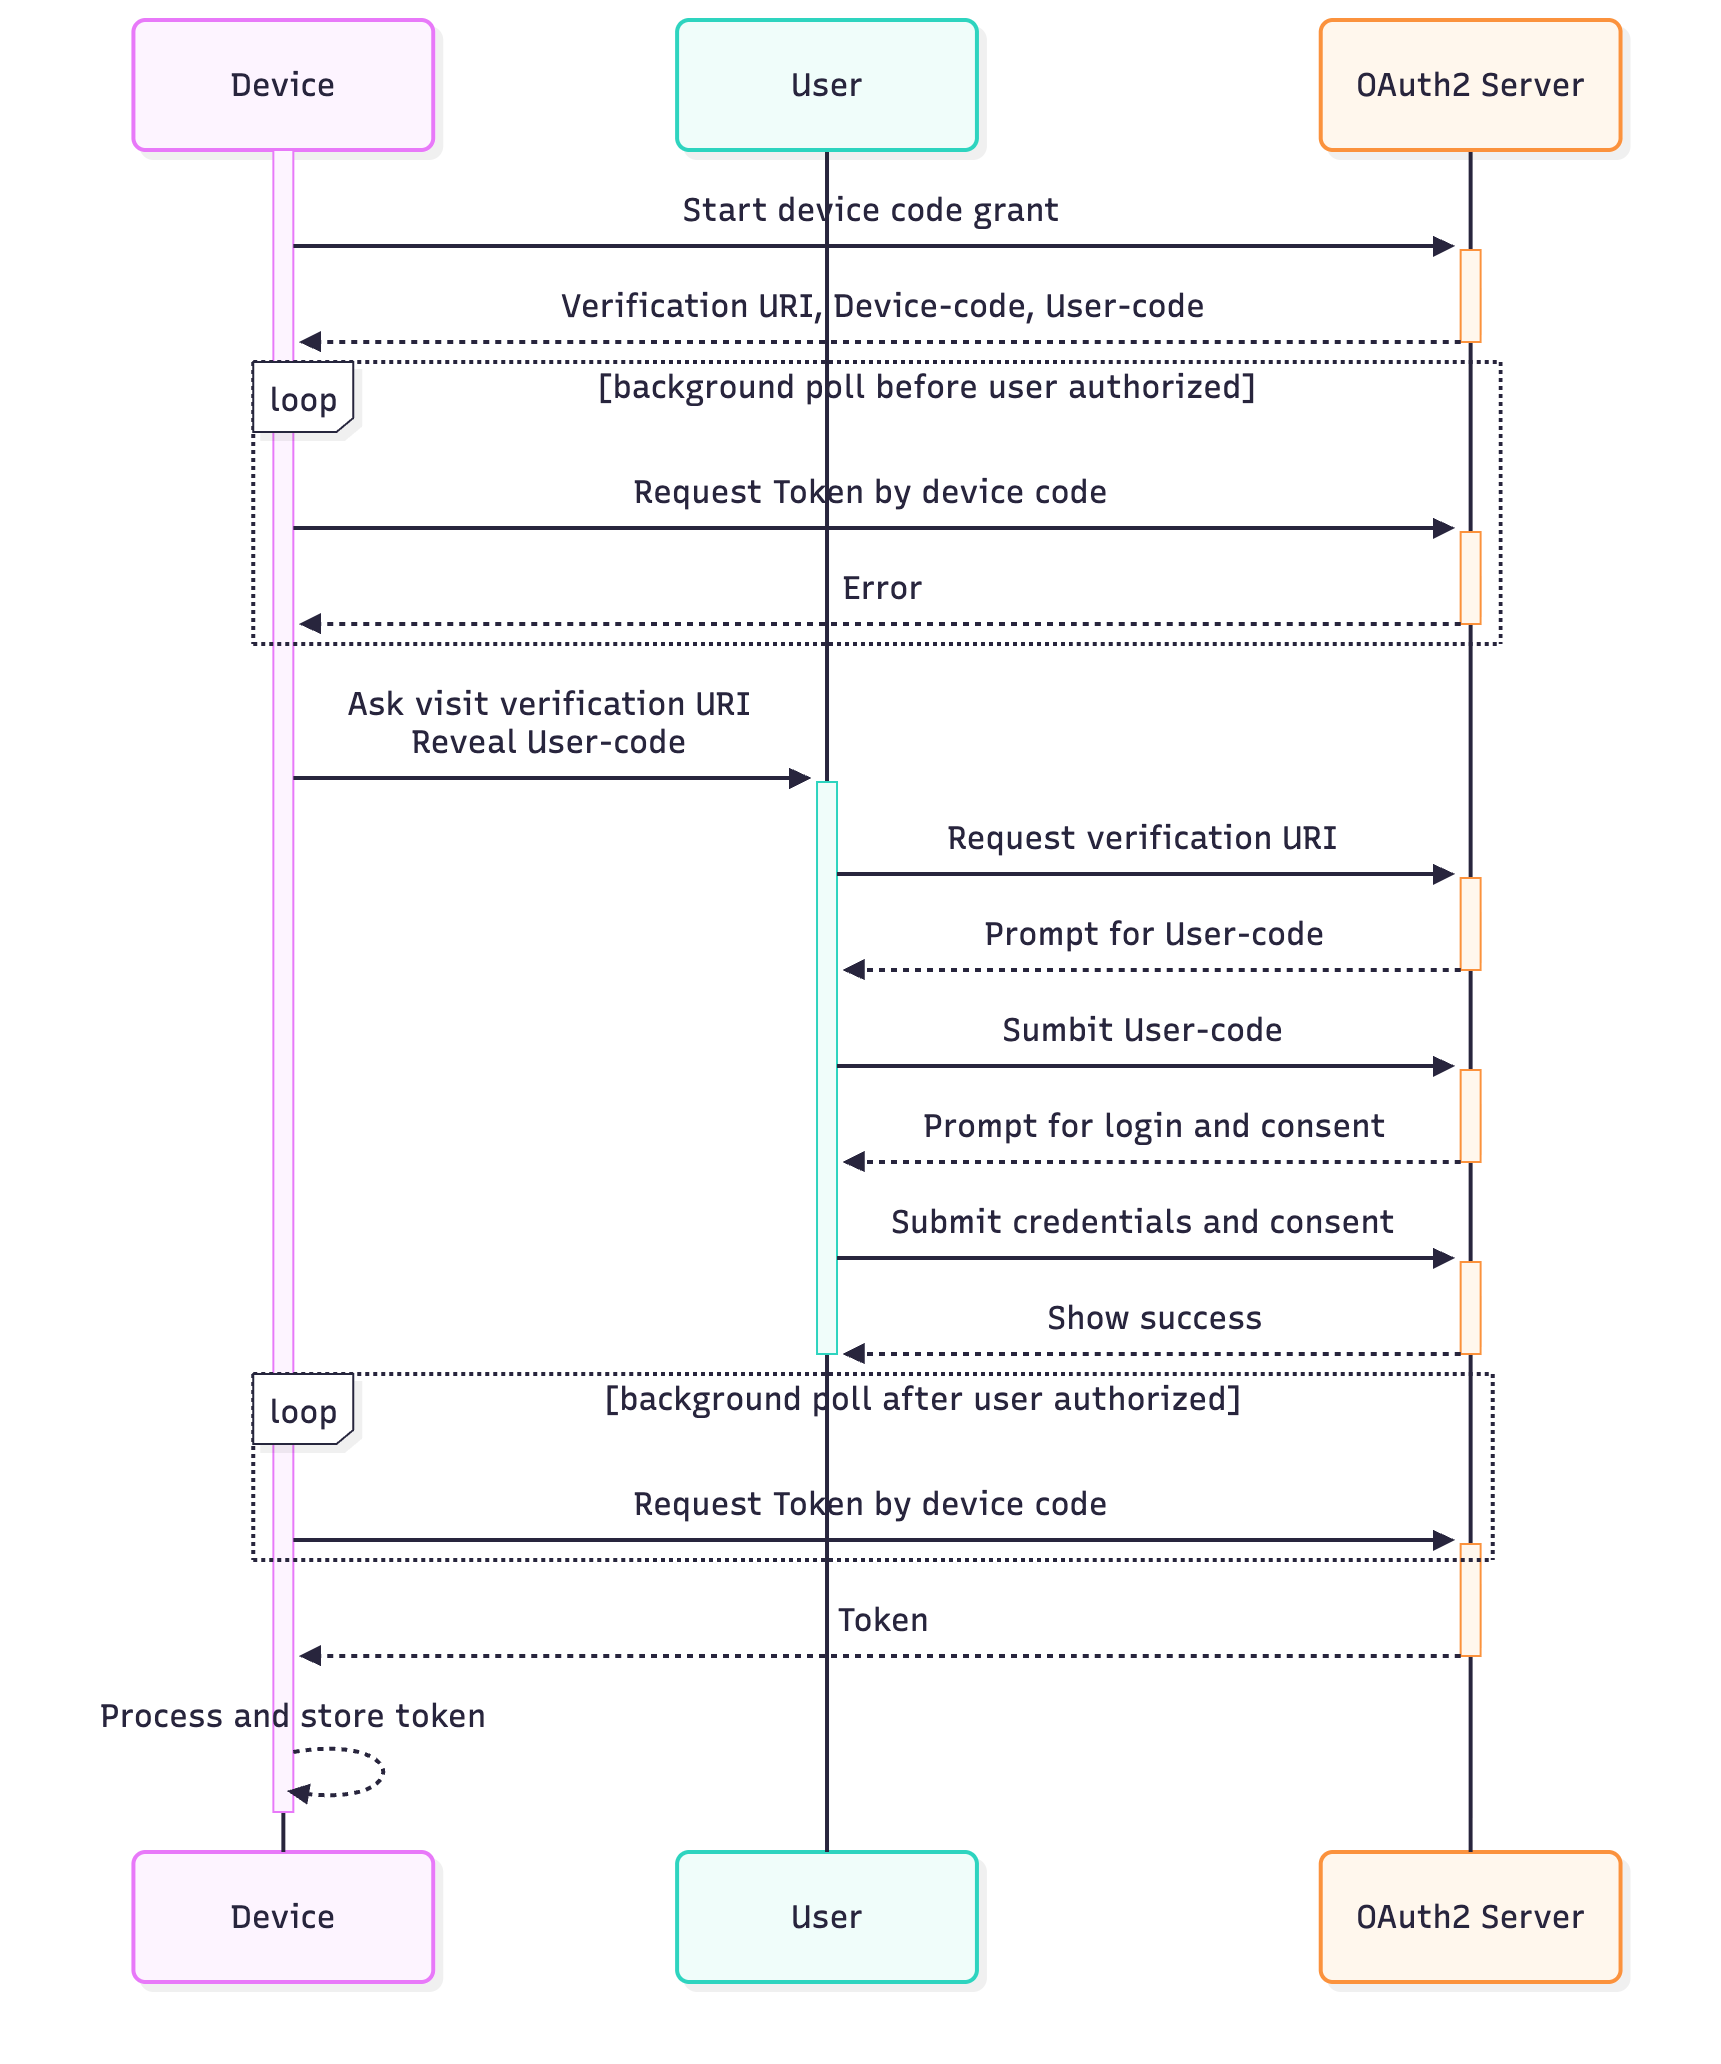 Device
User
OAuth2 Server
Start device code grant
Verification URI, Device-code, User-code
loop
[background poll before user authorized]
Request Token by device code
Error
Ask visit verification URI
Reveal User-code
Request verification URI
Prompt for User-code
Sumbit User-code
Prompt for login and consent
Submit credentials and consent
Show success
loop
[background poll after user authorized]
Request Token by device code
Token
Process and store token
Device
User
OAuth2 Server